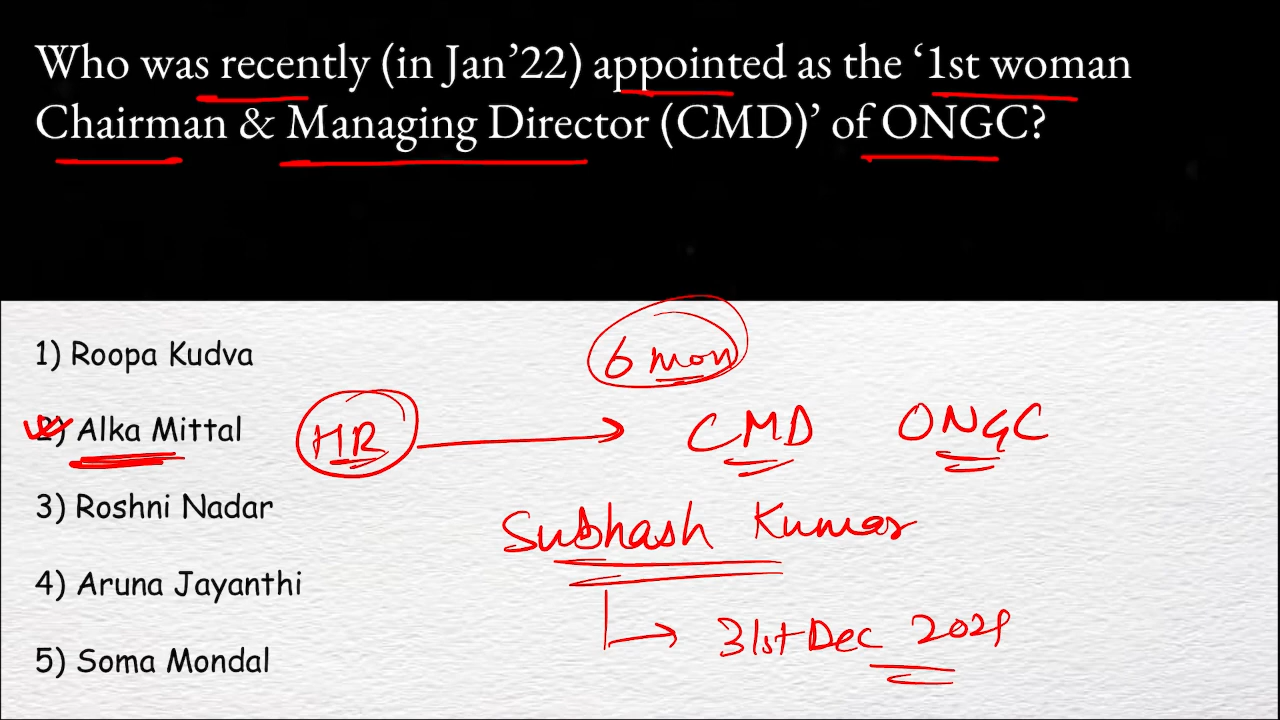 Who was recently (in Jan’22) appointed as the ‘1st woman
Chairman & Managing Director (CMD)’ of ONGC?
1) Roopa Kudva
6 mon
2) Alka Mittal
HR
CMD ONGC
3) Roshni Nadar
Subhash Kumar
4) Aruna Jayanthi
31st Dec 2021
5) Soma Mondal